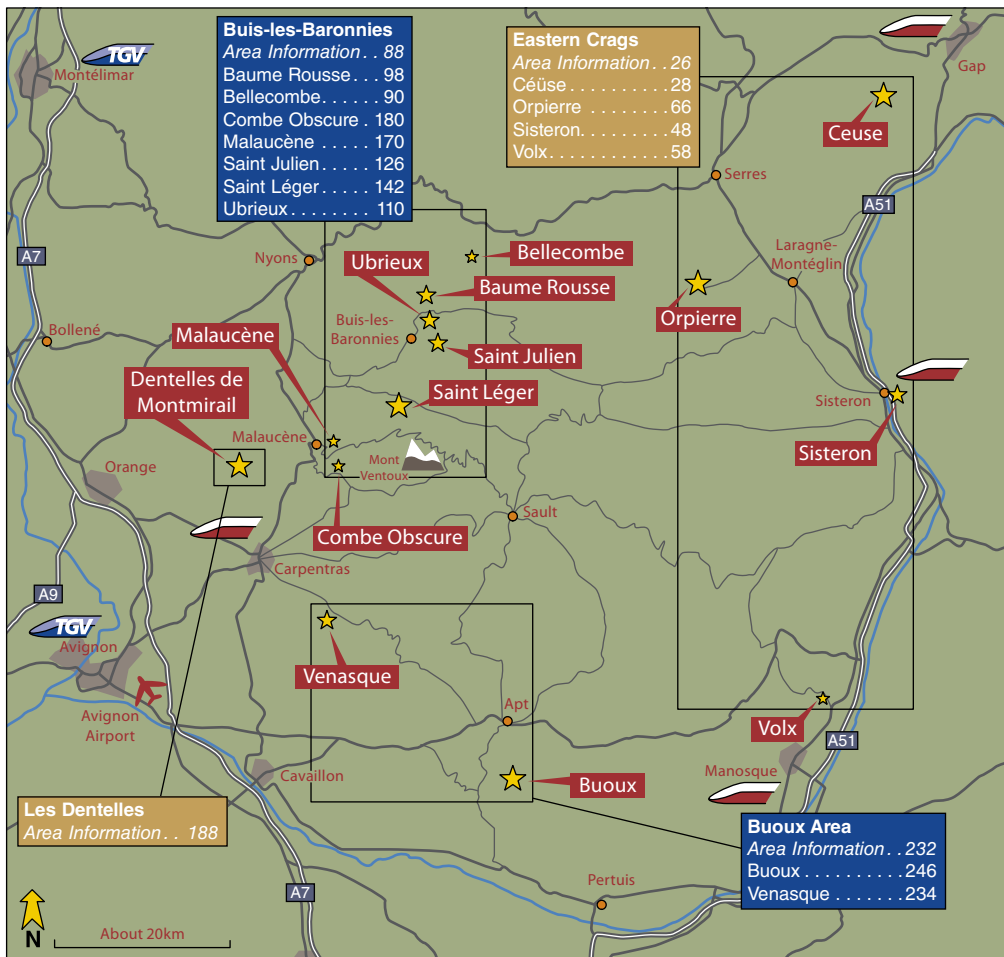 Buis-les-Baronnies
Area Information . . 88
Baume Rousse . . 98
Bellecombe. . . . . . 90
Combe Obscure . 180
Malaucène . . . . . 170
Saint Julien . . . . 126
Saint Léger . . . . . 142
Ubrieux . . . . . . . . 110
Eastern Crags
Area Information . . 26
Céüse . . . . . . . . . . 28
Orpierre . . . . . . . . 66
Sisteron. . . . . . . . . 48
Volx. . . . . . . . . . . . 58
TGV
Montélimar
Gap
Ceuse
Serres
A51
A7
Nyons
Bellecombe
Ubrieux
Baume Rousse
Laragne-
Montéglin
Orpierre
Bollené
Buis-les-
Baronnies
Malaucène
Saint Julien
Dentelles de
Montmirail
Saint Léger
Sisteron
Sisteron
Malaucène
Mont
Ventoux
Orange
Sault
Combe Obscure
Carpentras
A9
TGV
Avignon
Venasque
Avignon
Airport
Apt
Volx
A51
Manosque
Cavaillon
Buoux
Les Dentelles
Area Information. . . 188
Buoux Area
Area Information . . 232
Buoux . . . . . . . . . . 246
Venasque . . . . . . . 234
Pertuis
A7
N
About 20km